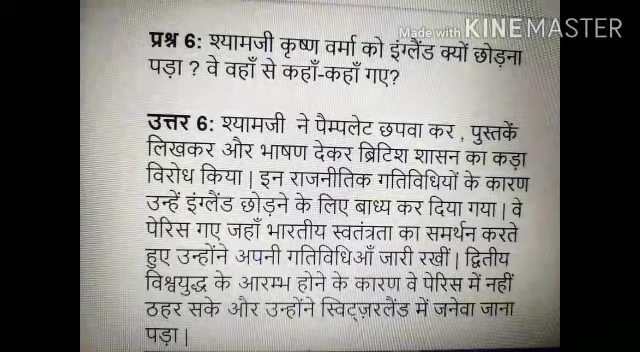 Made with KINEMASTER
प्रश्न 6: श्यामजी कृष्ण वर्मा को इंग्लैंड क्यों छोड़ना
पड़ा ? वे वहाँ से कहाँ-कहाँ गए?
उत्तर 6: श्यामजी ने पैम्पलेट छपवा कर , पुस्तकें
लिखकर और भाषण देकर ब्रिटिश शासन का कड़ा
विरोध किया | इन राजनीतिक गतिविधियों के कारण
उन्हें इंग्लैंड छोड़ने के लिए बाध्य कर दिया गया | वे
पेरिस गए जहाँ भारतीय स्वतंत्रता का समर्थन करते
हुए उन्होंने अपनी गतिविधिआँ जारी रखीं | द्वितीय
विश्वयुद्ध के आरम्भ होने के कारण वे पेरिस में नहीं
ठहर सके और उन्होंने स्विट्ज़रलैंड में जनेवा जाना
पड़ा |